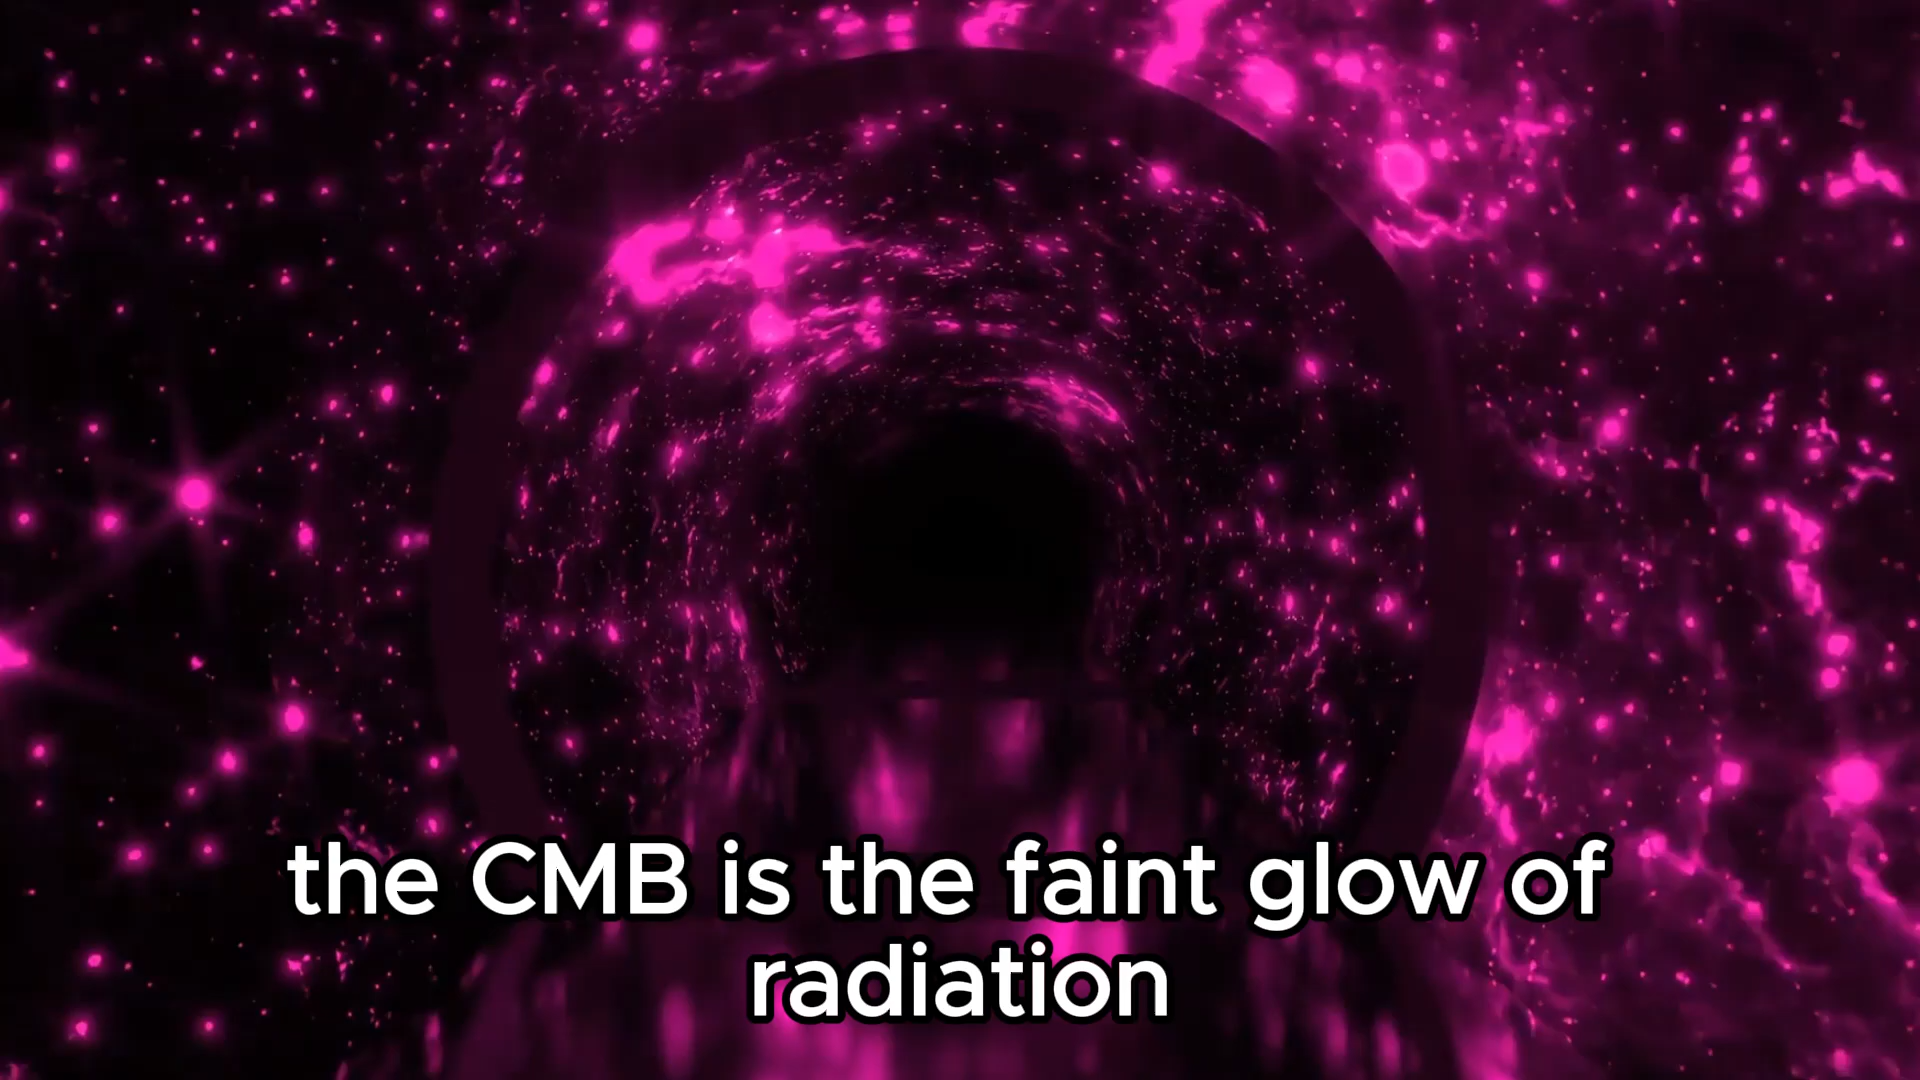 the CMB is the faint glow of
radiation